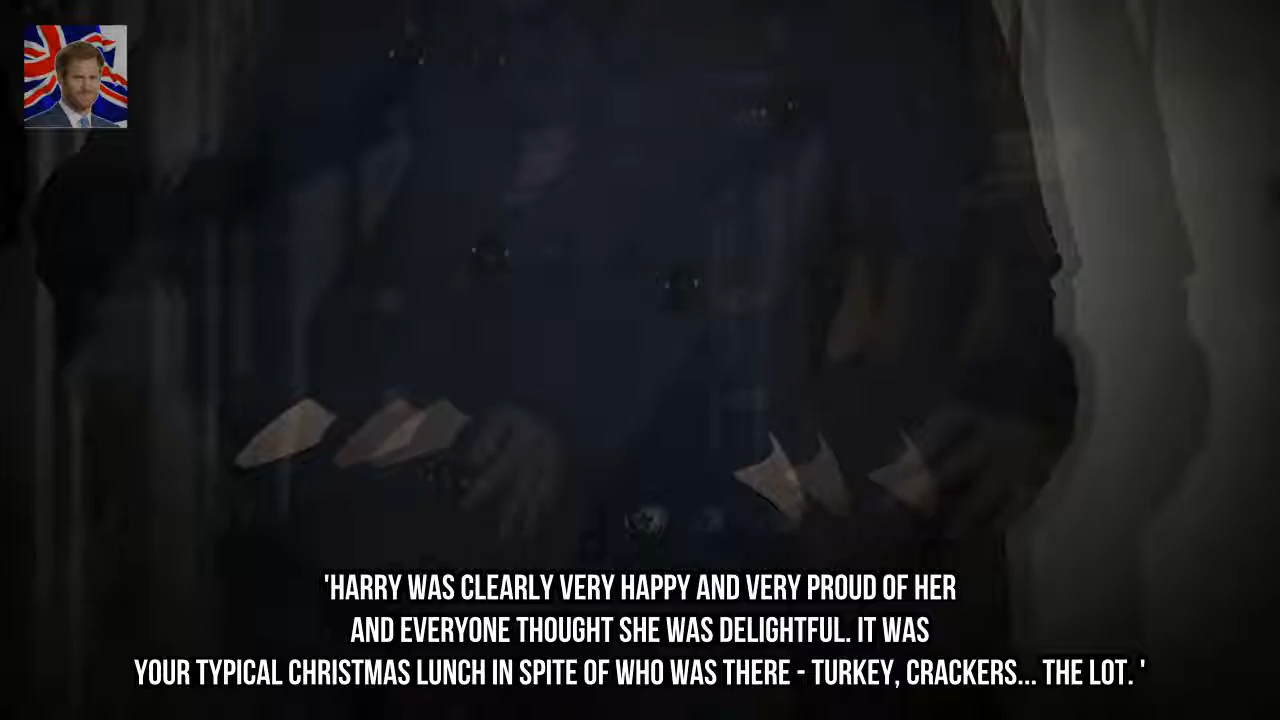 'HARRY WAS CLEARLY VERY HAPPY AND VERY PROUD OF HER
AND EVERYONE THOUGHT SHE WAS DELIGHTFUL. IT WAS
YOUR TYPICAL CHRISTMAS LUNCH IN SPITE OF WHO WAS THERE - TURKEY, CRACKERS... THE LOT. '